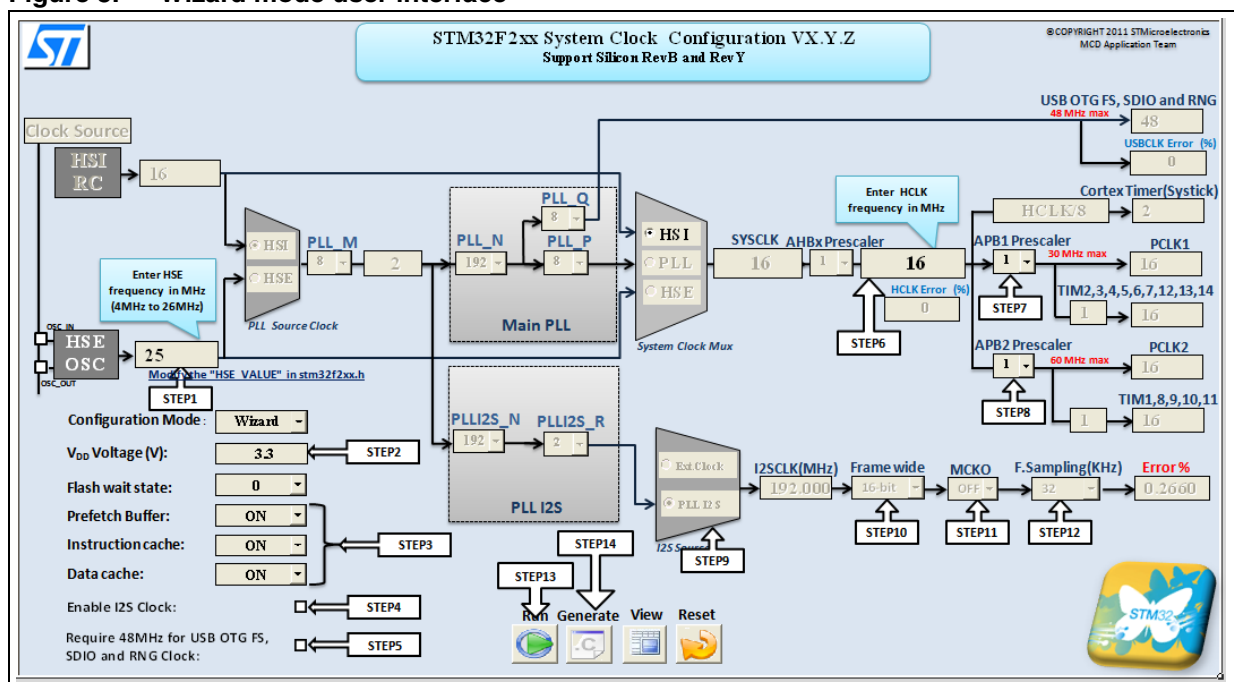 Figure 3. Wizard mode user interface
ST
STM32F2xx System Clock Configuration VX.Y.Z
Support Silicon RevB and RevY
©COPYRIGHT 2011 STMicroelectronics
MCD Application Team
USB OTG FS, SDIO and RNG
48 MHz max
48
USBCLK Error (%)
0
Clock Source
HSI
RC
16
Enter HCLK
frequency in MHz
Cortex Timer(Systick)
HCLK/8
2
PLL_Q
8
HSI
HSE
PLL_M
8
2
PLL_N
192
PLL_P
8
HSI
PLL
HSE
SYSCLK
16
AHBx Prescaler
1
16
APB1 Prescaler
30 MHz max
1
PCLK1
16
HCLK Error (%)
0
STEP7
TIM2,3,4,5,6,7,12,13,14
1
16
Enter HSE
frequency in MHz
(4MHz to 26MHz)
PLL Source Clock
Main PLL
System Clock Mux
STEP6
OSC_IN
HSE
OSC
OSC_OUT
25
Modify the "HSE_VALUE" in stm32f2xx.h
STEP1
APB2 Prescaler
60 MHz max
1
PCLK2
16
STEP8
TIM1,8,9,10,11
1
16
Configuration Mode:
Wizard
VDD Voltage (V):
3.3
STEP2
Flash wait state:
0
Prefetch Buffer:
ON
Instruction cache:
ON
STEP3
Data cache:
ON
Enable I2S Clock:
STEP4
Require 48MHz for USB OTG FS,
SDIO and RNG Clock:
STEP5
PLLI2S_N
192
PLLI2S_R
2
PLL I2S
Ext.Clock
PLL I2S
I2S Source
STEP9
I2SCLK(MHz)
192.000
Frame wide
16-bit
STEP10
MCKO
OFF
STEP11
F.Sampling(KHz)
32
STEP12
Error %
0.2660
STEP14
STEP13
Run
Generate
View
Reset
.C
STM32